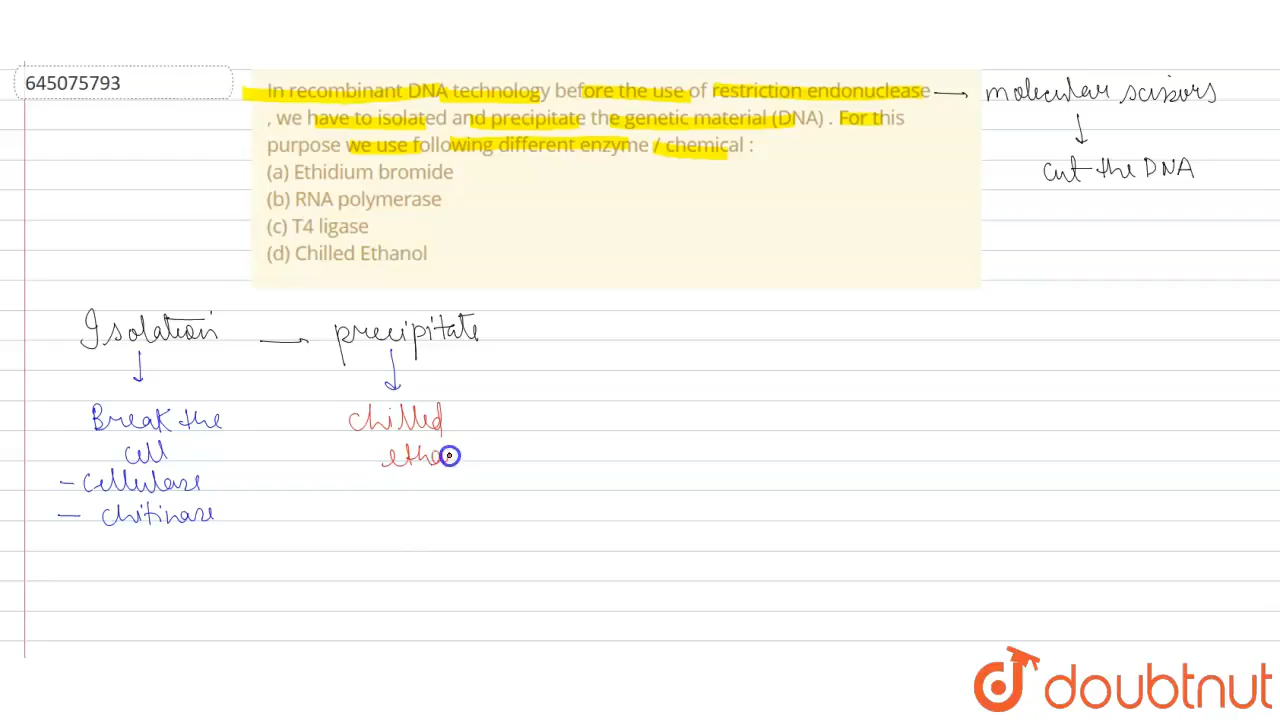 645075793
In recombinant DNA technology before the use of restriction endonuclease → molecular scissors
, we have to isolated and precipitate the genetic material (DNA) . For this
purpose we use following different enzyme / chemical :
cut the DNA
(a) Ethidium bromide
(b) RNA polymerase
(c) T4 ligase
(d) Chilled Ethanol
Isolation → precipitate
Break the
cell
- cellulase
- chitinase
chilled
etha
doubtnut